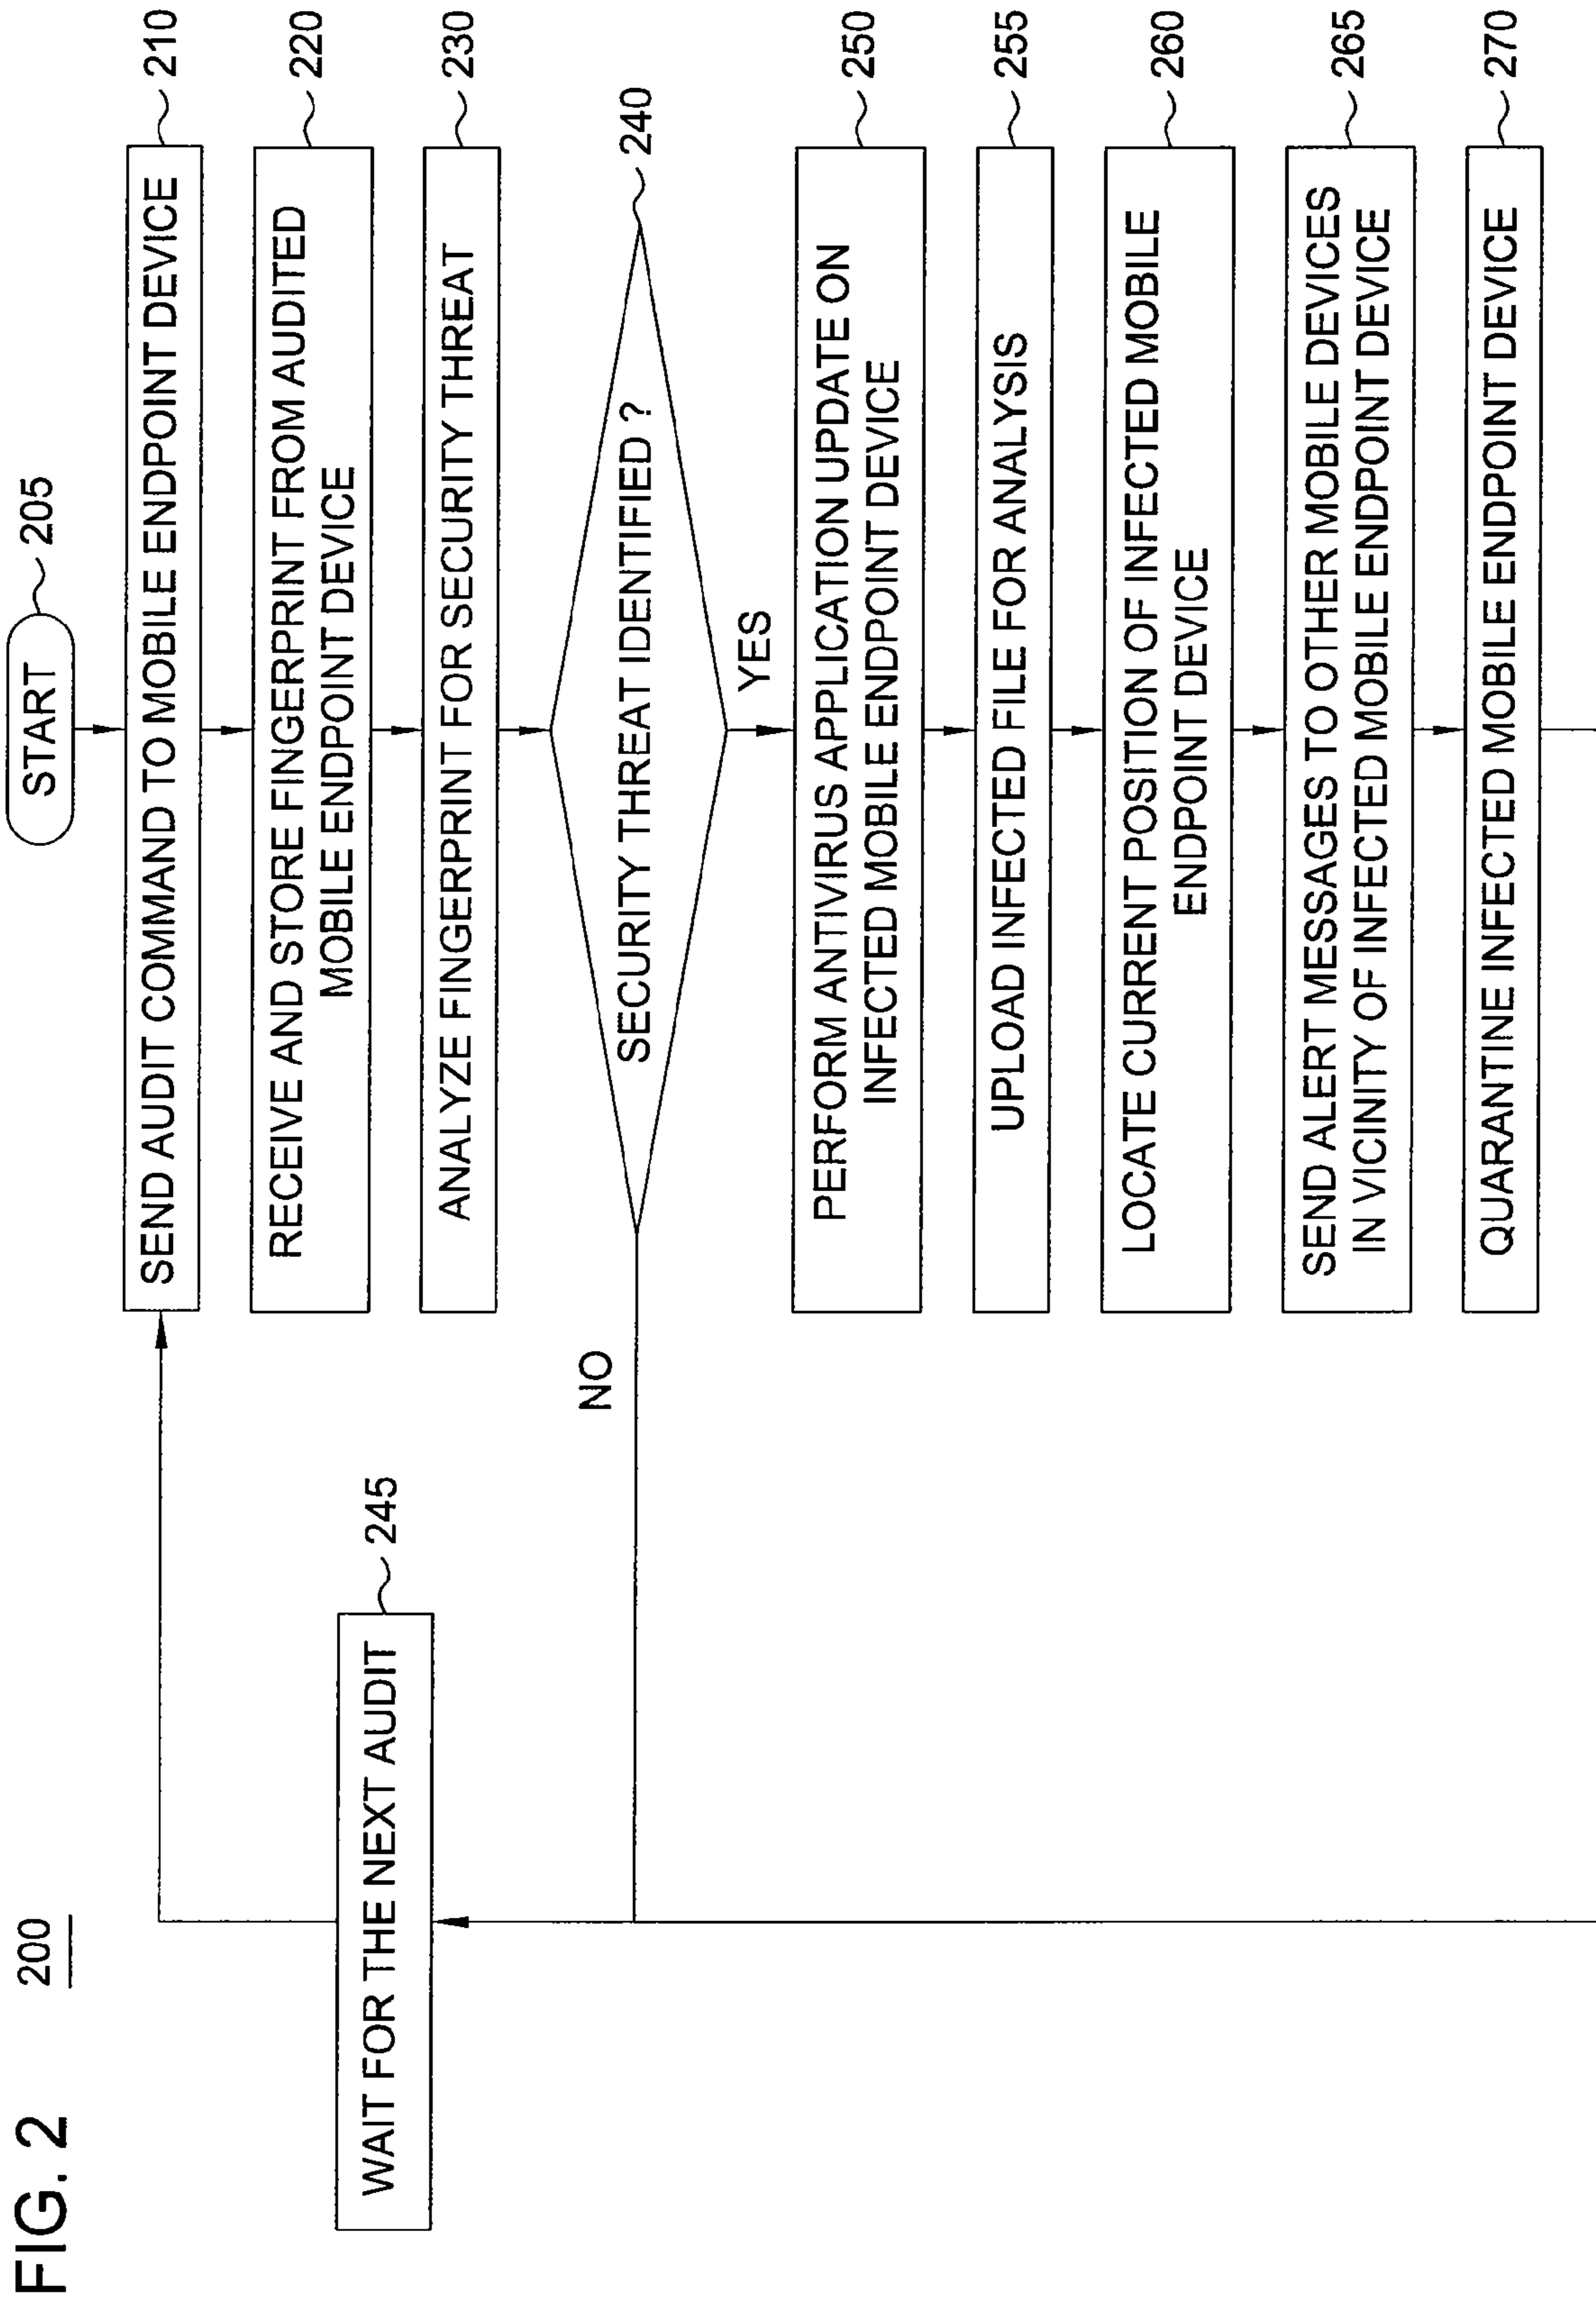 FIG. 2
200
START
205
SEND AUDIT COMMAND TO MOBILE ENDPOINT DEVICE
210
RECEIVE AND STORE FINGERPRINT FROM AUDITED
MOBILE ENDPOINT DEVICE
220
ANALYZE FINGERPRINT FOR SECURITY THREAT
230
SECURITY THREAT IDENTIFIED ?
240
NO
YES
WAIT FOR THE NEXT AUDIT
245
PERFORM ANTIVIRUS APPLICATION UPDATE ON
INFECTED MOBILE ENDPOINT DEVICE
250
UPLOAD INFECTED FILE FOR ANALYSIS
255
LOCATE CURRENT POSITION OF INFECTED MOBILE
ENDPOINT DEVICE
260
SEND ALERT MESSAGES TO OTHER MOBILE DEVICES
IN VICINITY OF INFECTED MOBILE ENDPOINT DEVICE
265
QUARANTINE INFECTED MOBILE ENDPOINT DEVICE
270